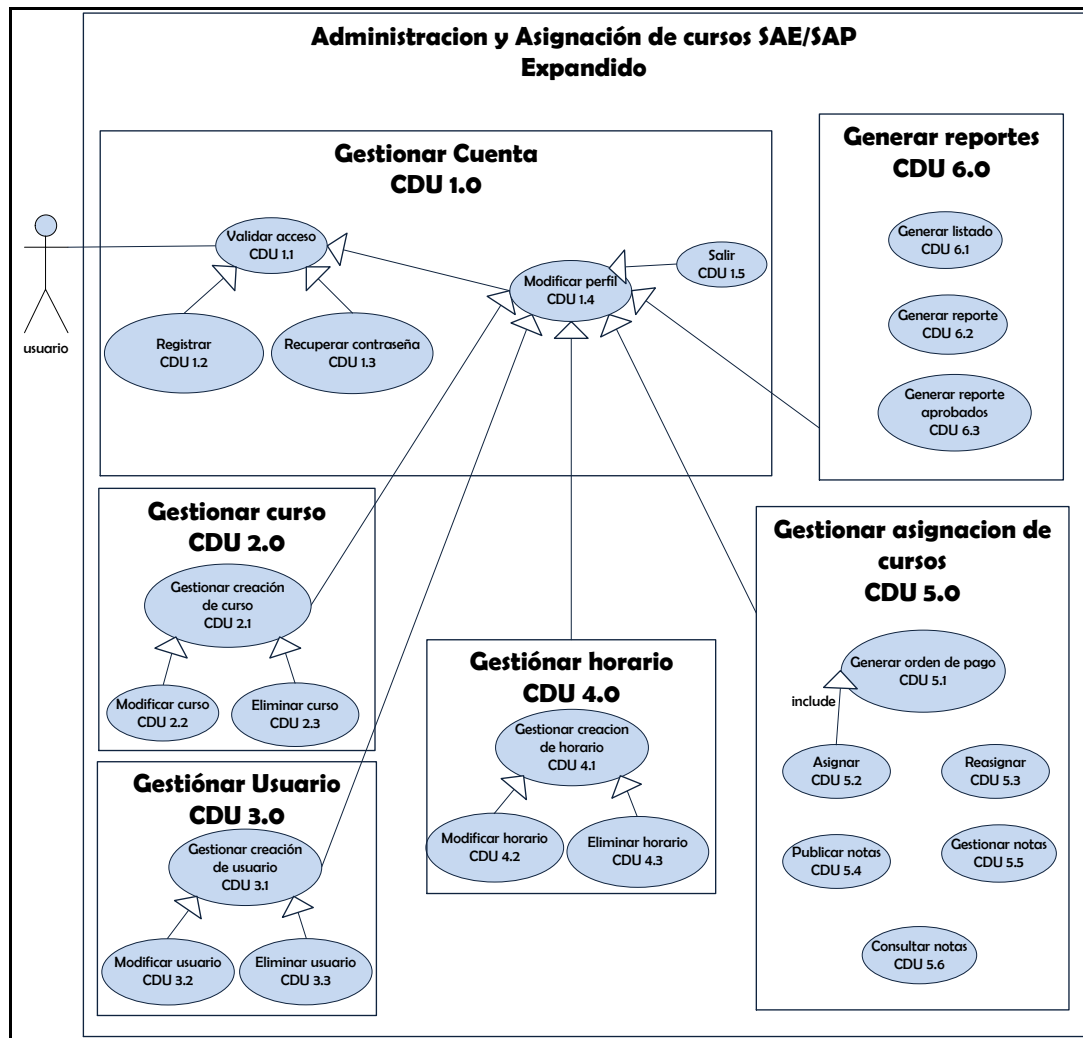 Administracion y Asignación de cursos SAE/SAP
Expandido
Gestionar Cuenta
CDU 1.0
Validar acceso
CDU 1.1
Registrar
CDU 1.2
Recuperar contraseña
CDU 1.3
Modificar perfil
CDU 1.4
Salir
CDU 1.5
usuario
Generar reportes
CDU 6.0
Generar listado
CDU 6.1
Generar reporte
CDU 6.2
Generar reporte
aprobados
CDU 6.3
Gestionar curso
CDU 2.0
Gestionar creación
de curso
CDU 2.1
Modificar curso
CDU 2.2
Eliminar curso
CDU 2.3
Gestiónar Usuario
CDU 3.0
Gestionar creación
de usuario
CDU 3.1
Modificar usuario
CDU 3.2
Eliminar usuario
CDU 3.3
Gestiónar horario
CDU 4.0
Gestionar creacion
de horario
CDU 4.1
Modificar horario
CDU 4.2
Eliminar horario
CDU 4.3
Gestionar asignacion de
cursos
CDU 5.0
Generar orden de pago
CDU 5.1
include
Asignar
CDU 5.2
Reasignar
CDU 5.3
Publicar notas
CDU 5.4
Gestionar notas
CDU 5.5
Consultar notas
CDU 5.6